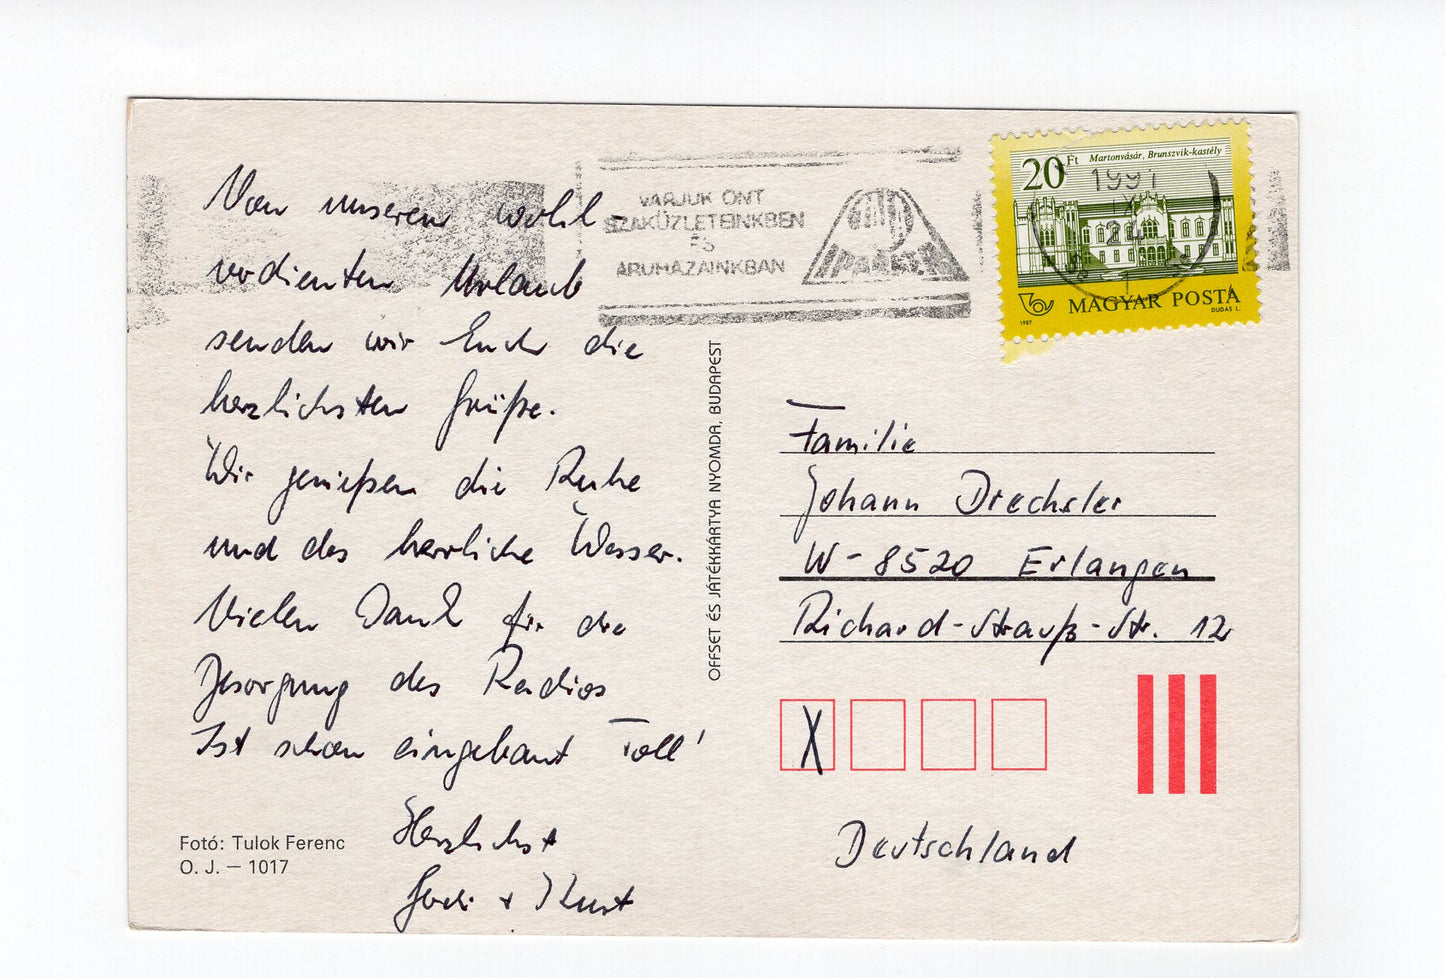 Von unserem wohl-
verdienten Urlaub
senden wir Euch die
herzlichsten Grüße.
Wir genießen die Ruhe
und das herrliche Wasser.
Vielen Dank für die
Besorgung des Radios
Ist schon eingebaut Toll!
Herzlichst
+ Kurt
Fotó: Tulok Ferenc
O. J. – 1017
OFFSET ÉS JÁTÉKKÁRTYA NYOMDA, BUDAPEST
VÁRJUK ÖNT
SZAKÜZLETEINKBEN
ÉS
ÁRUHÁZAINKBAN
IPARKER
20 Ft Martonvásár, Brunszvik-kastély
1991
24
MAGYAR POSTA
1987 DUDÁS L.
Familie
Johann Drechsler
W-8520 Erlangen
Richard-Strauß-Str. 12
X
Deutschland